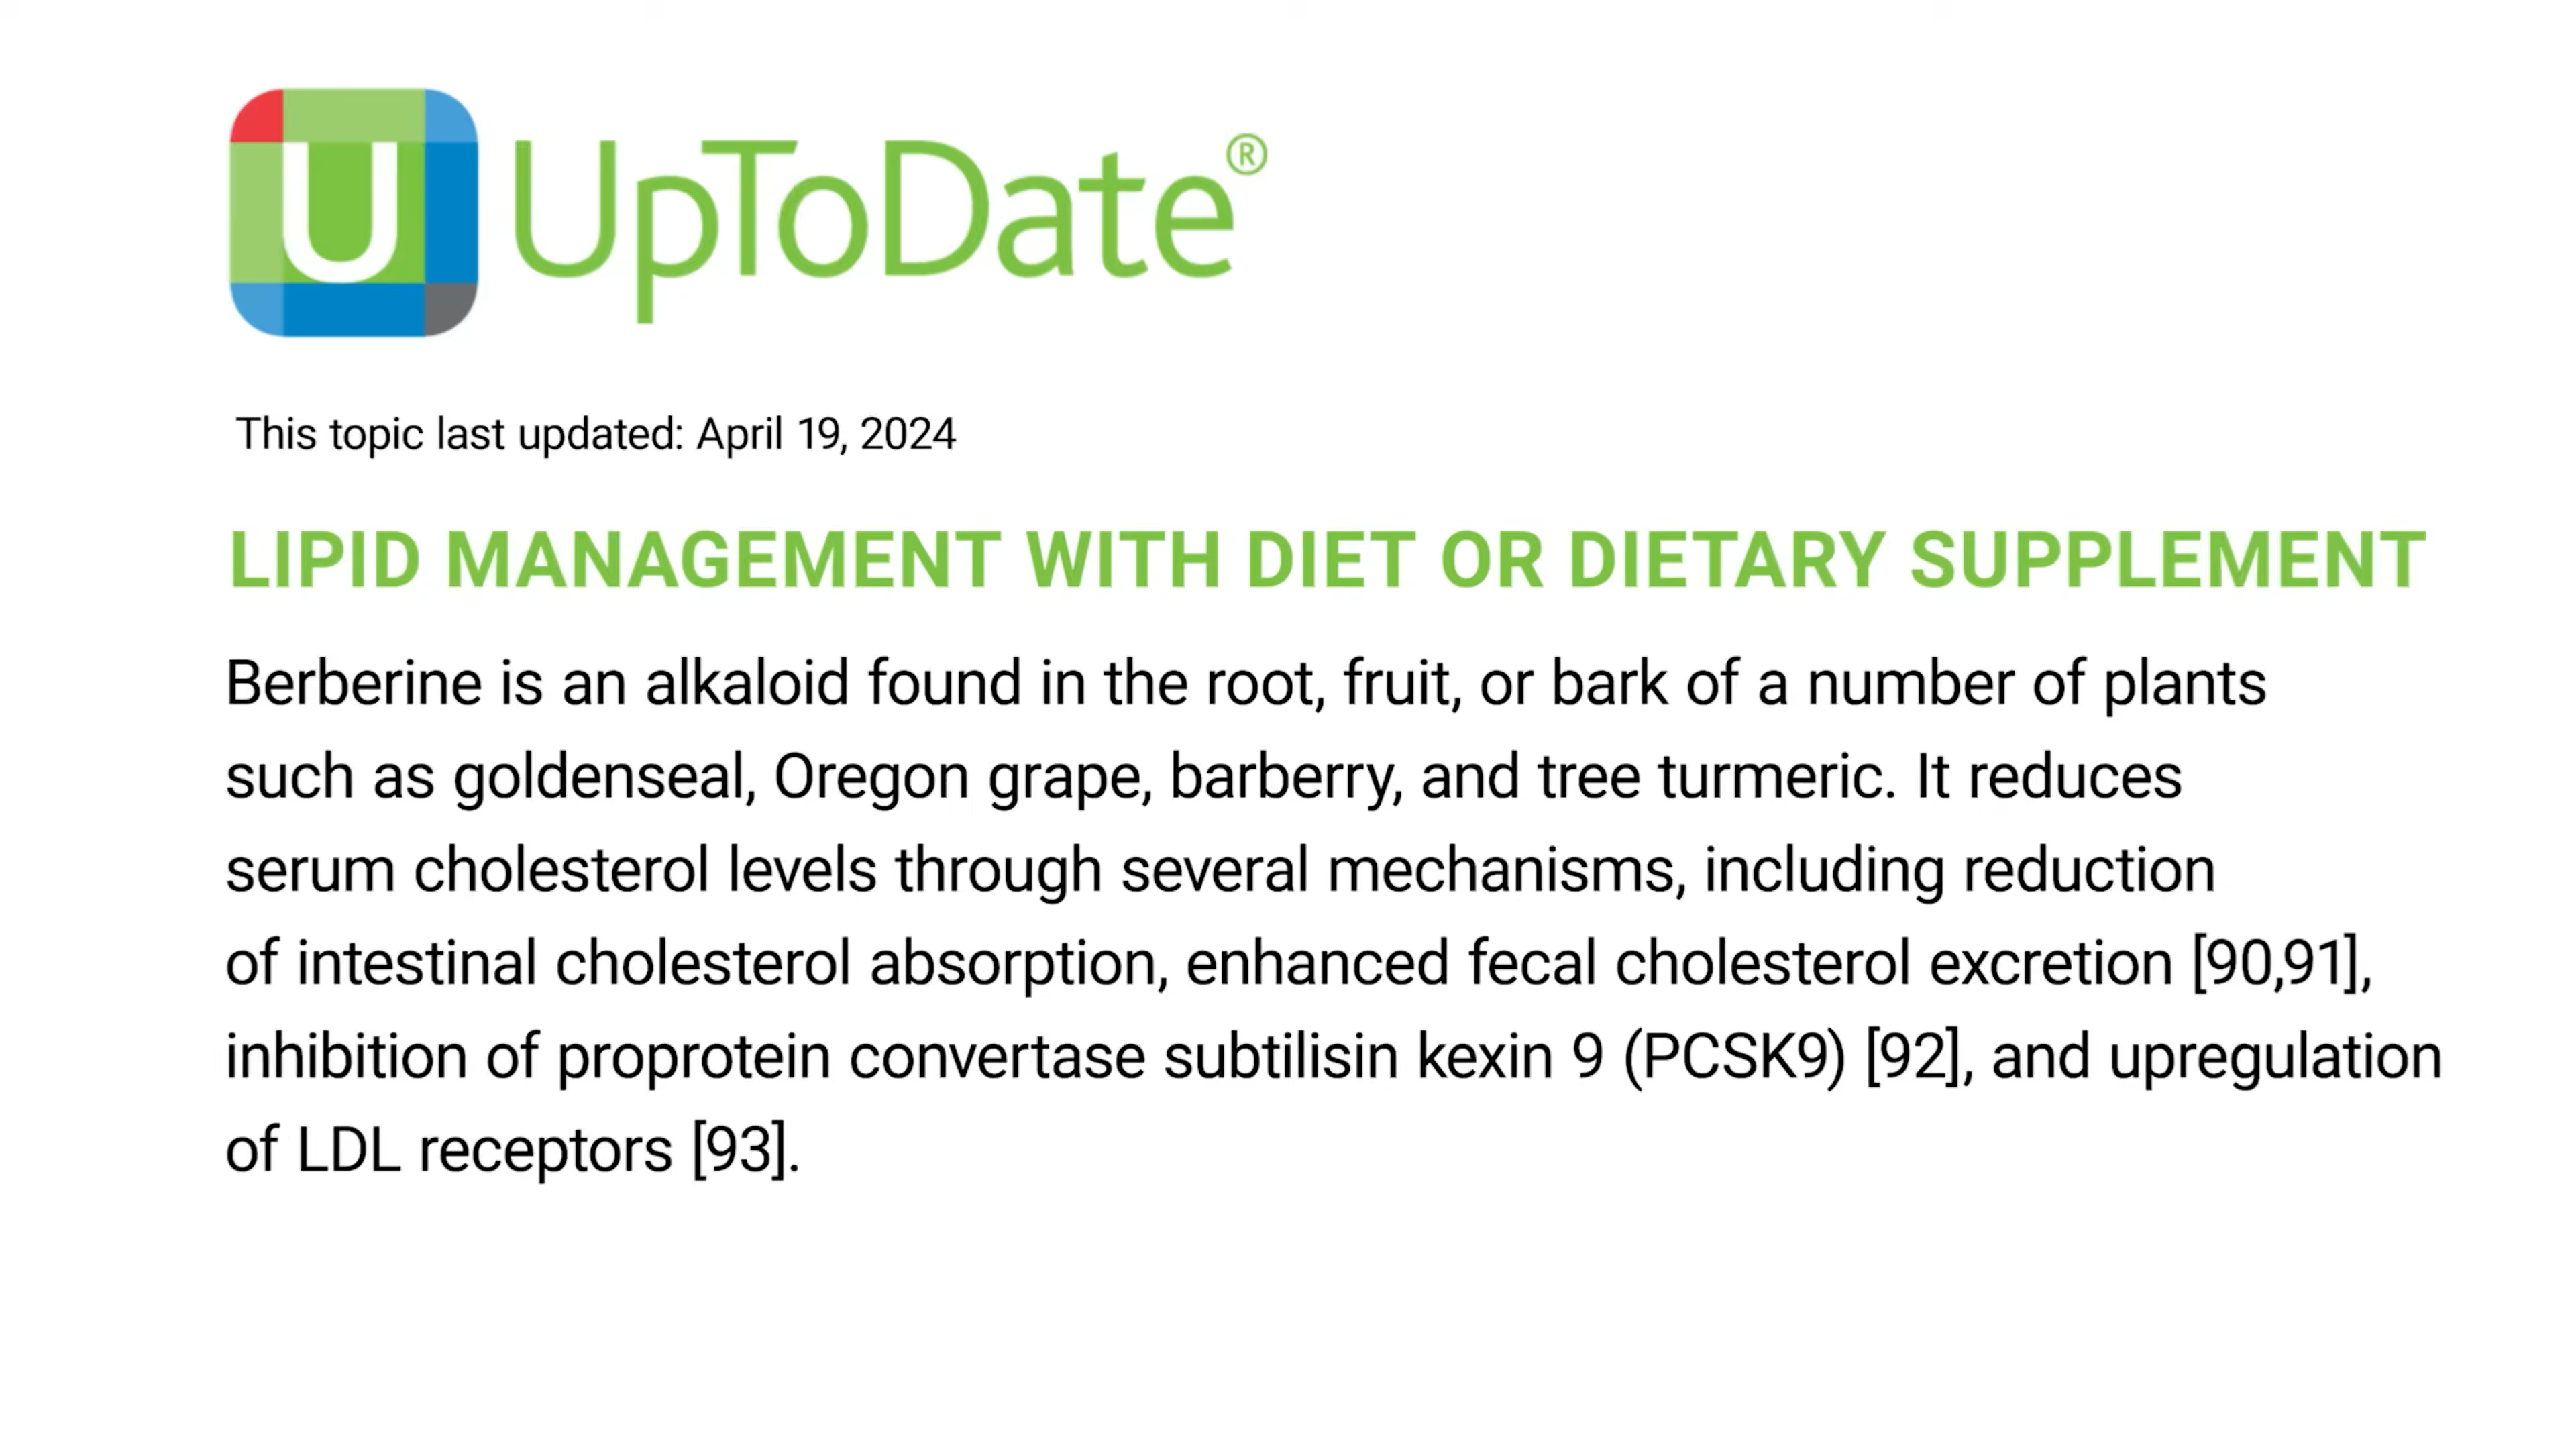 U UpToDate®
This topic last updated: April 19, 2024
LIPID MANAGEMENT WITH DIET OR DIETARY SUPPLEMENT
Berberine is an alkaloid found in the root, fruit, or bark of a number of plants
such as goldenseal, Oregon grape, barberry, and tree turmeric. It reduces
serum cholesterol levels through several mechanisms, including reduction
of intestinal cholesterol absorption, enhanced fecal cholesterol excretion [90,91],
inhibition of proprotein convertase subtilisin kexin 9 (PCSK9) [92], and upregulation
of LDL receptors [93].